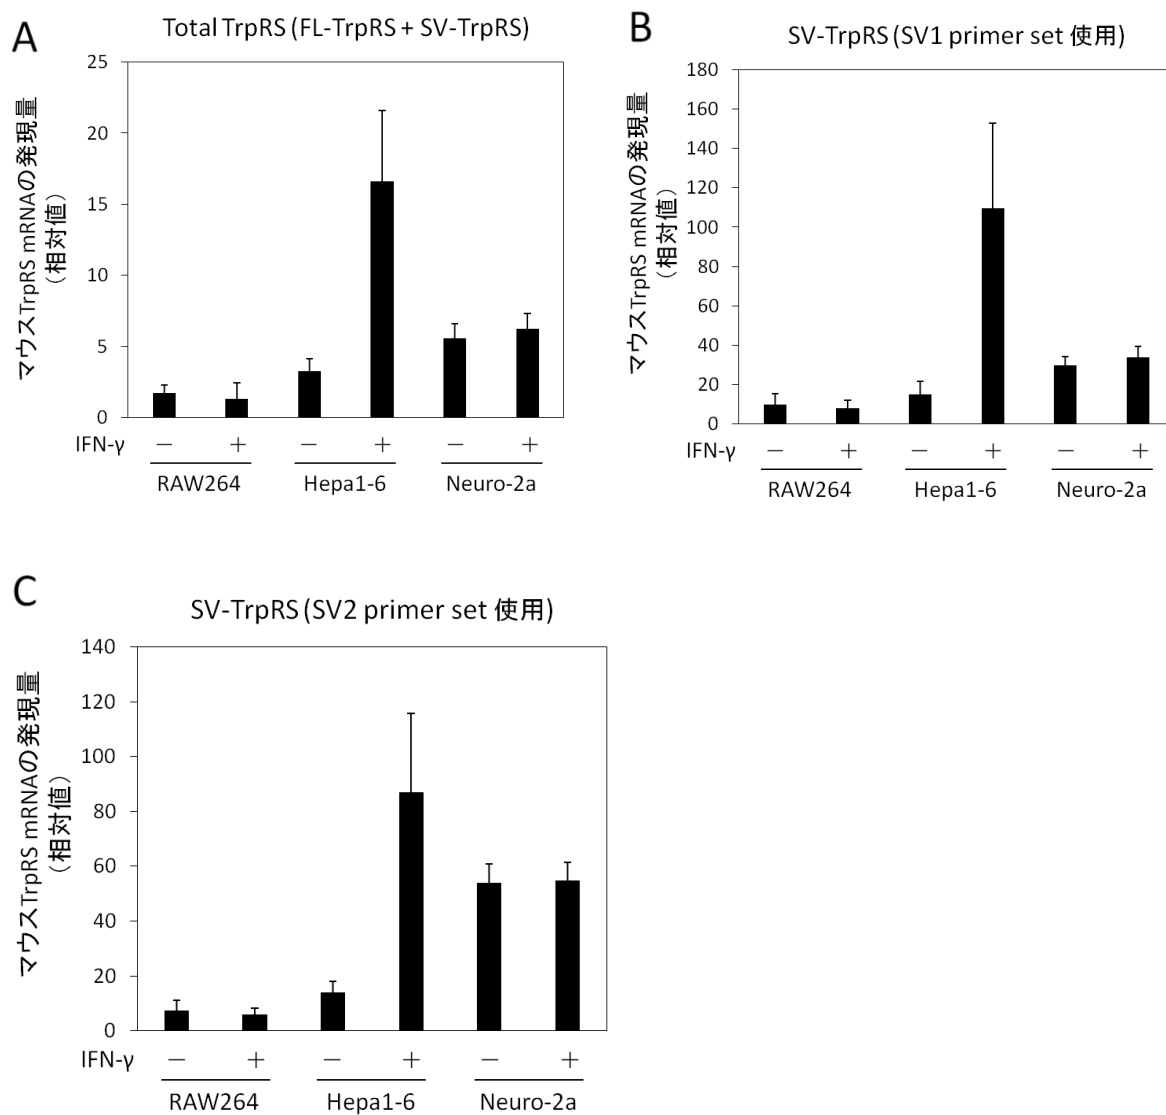 A
Total TrpRS (FL-TrpRS + SV-TrpRS)
マウスTrpRS mRNAの発現量
（相対値）
25
20
15
10
5
0
IFN-γ － ＋ － ＋ － ＋
RAW264 Hepa1-6 Neuro-2a
B
SV-TrpRS (SV1 primer set 使用)
マウスTrpRS mRNAの発現量
（相対値）
180
160
140
120
100
80
60
40
20
0
IFN-γ － ＋ － ＋ － ＋
RAW264 Hepa1-6 Neuro-2a
C
SV-TrpRS (SV2 primer set 使用)
マウスTrpRS mRNAの発現量
（相対値）
140
120
100
80
60
40
20
0
IFN-γ － ＋ － ＋ － ＋
RAW264 Hepa1-6 Neuro-2a